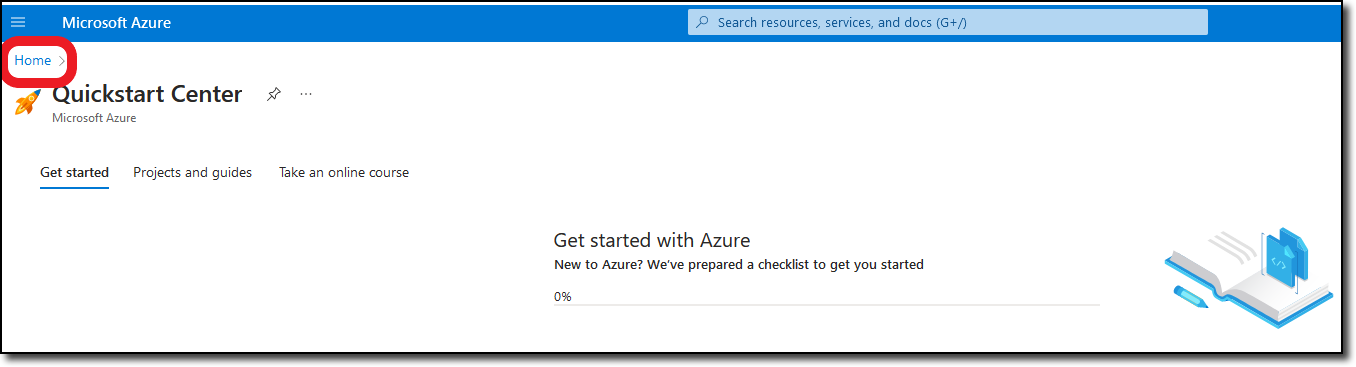 Microsoft Azure
Search resources, services, and docs (G+/)
Home >
Quickstart Center
...
Microsoft Azure
Get started
Projects and guides
Take an online course
Get started with Azure
New to Azure? We've prepared a checklist to get you started
0%